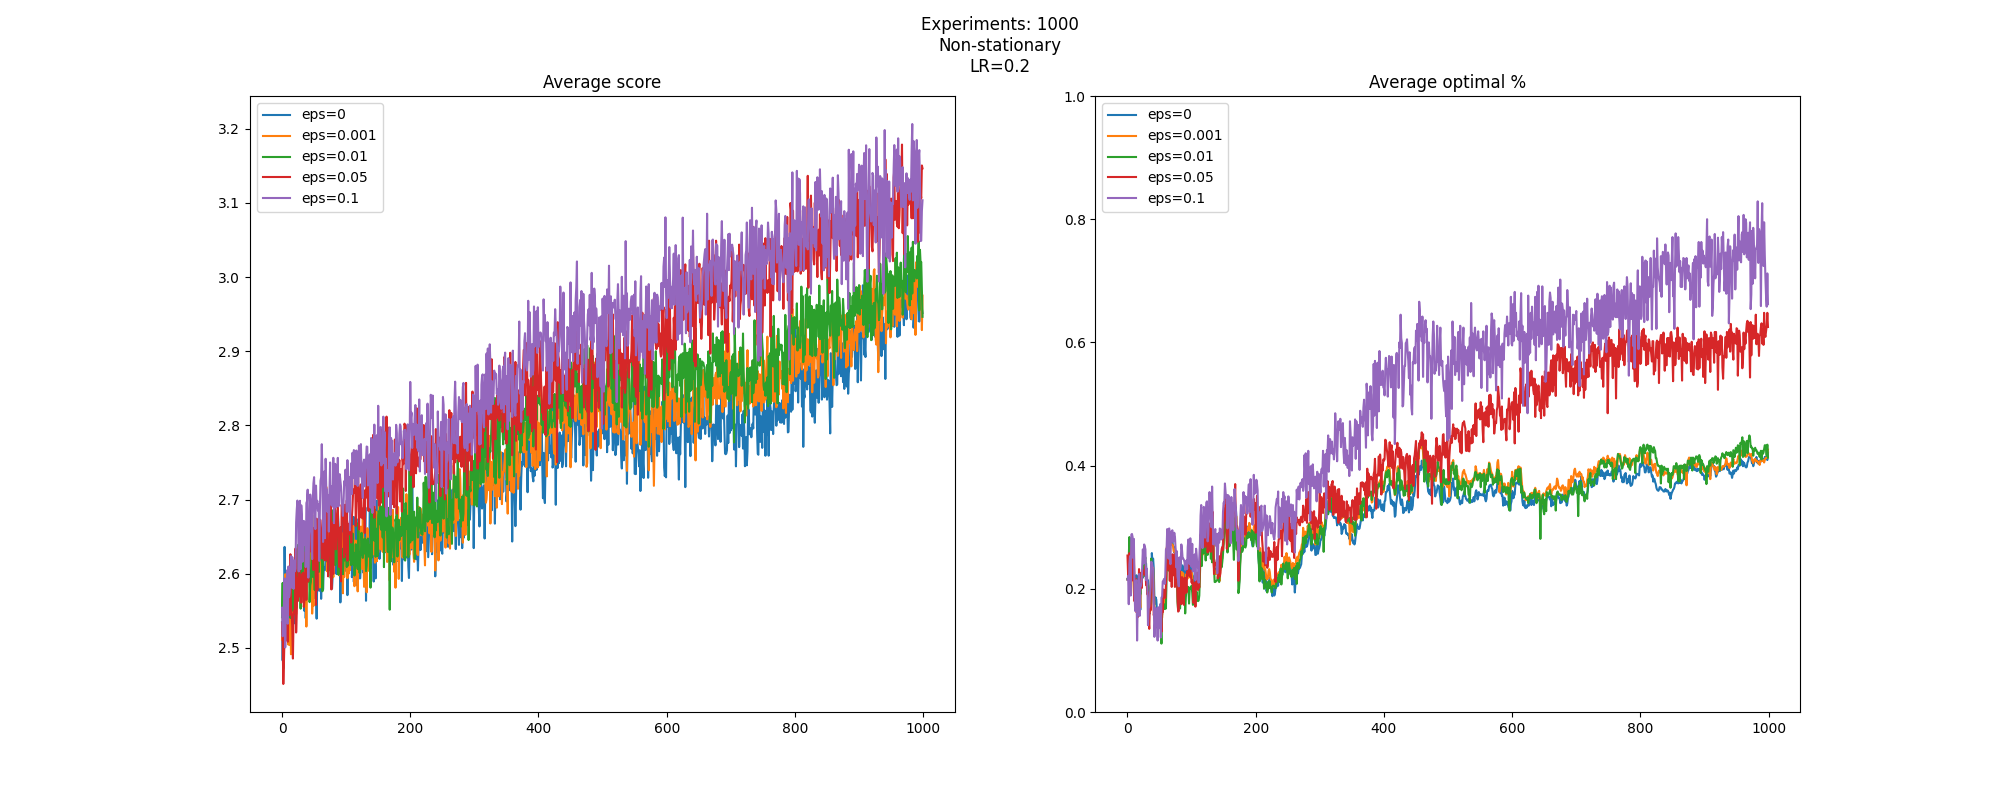 Experiments: 1000
Non-stationary
LR=0.2
Average score
eps=0
eps=0.001
eps=0.01
eps=0.05
eps=0.1
3.2
3.1
3.0
2.9
2.8
2.7
2.6
2.5
0 200 400 600 800 1000
Average optimal %
eps=0
eps=0.001
eps=0.01
eps=0.05
eps=0.1
1.0
0.8
0.6
0.4
0.2
0.0
0 200 400 600 800 1000